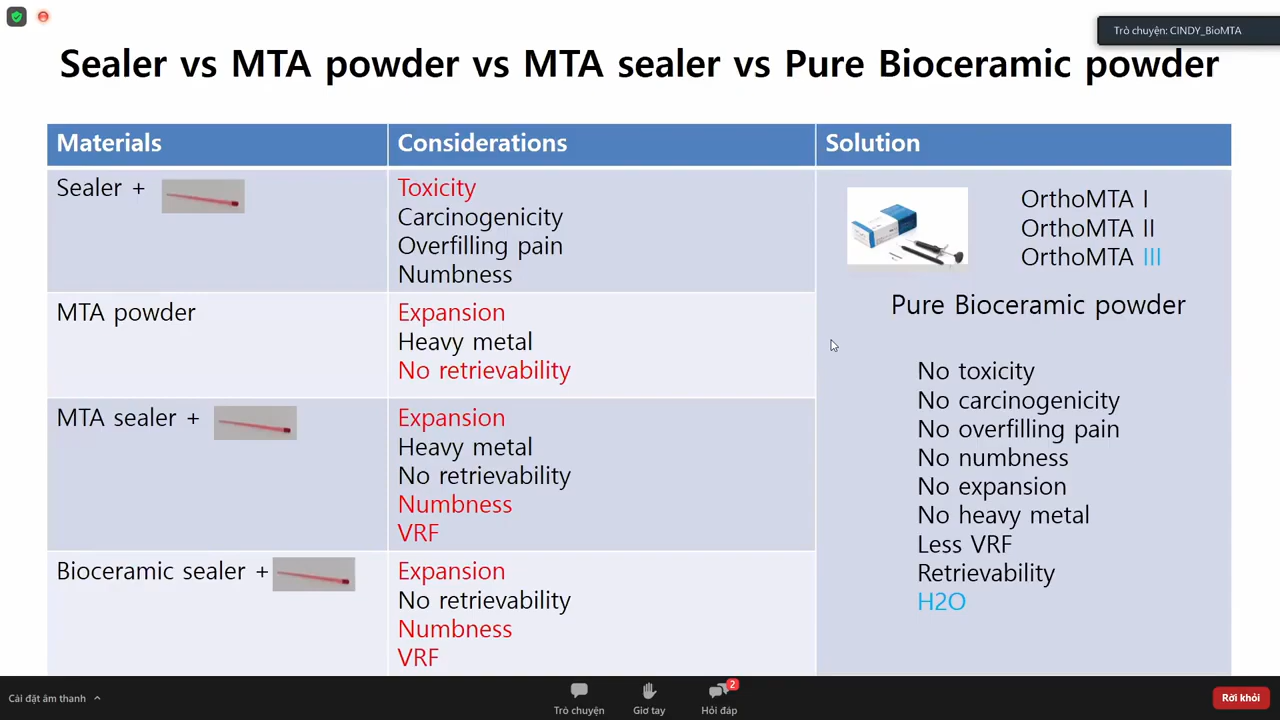 Trò chuyện: CINDY_BioMTA
Sealer vs MTA powder vs MTA sealer vs Pure Bioceramic powder
Materials
Considerations
Solution
Sealer +
Toxicity
Carcinogenicity
Overfilling pain
Numbness
MTA powder
Expansion
Heavy metal
No retrievability
MTA sealer +
Expansion
Heavy metal
No retrievability
Numbness
VRF
Bioceramic sealer +
Expansion
No retrievability
Numbness
VRF
OrthoMTA I
OrthoMTA II
OrthoMTA III
Pure Bioceramic powder
No toxicity
No carcinogenicity
No overfilling pain
No numbness
No expansion
No heavy metal
Less VRF
Retrievability
H2O
Cài đặt âm thanh
Trò chuyện
Giơ tay
2
Hỏi đáp
Rời khỏi